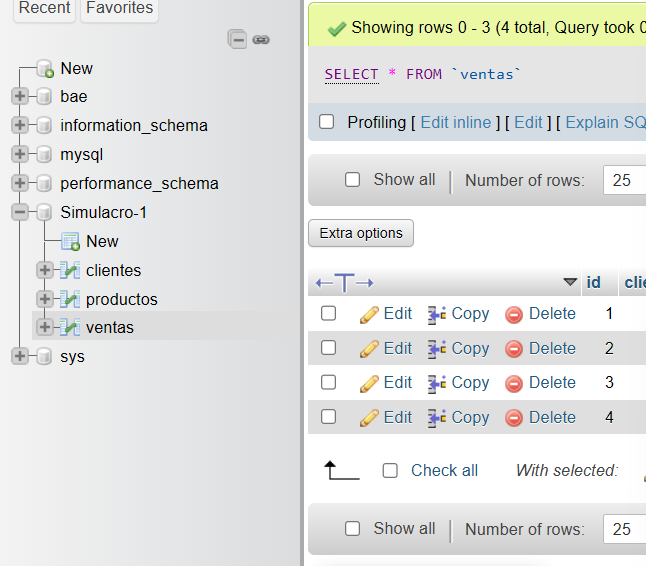 Recent Favorites
New
bae
information_schema
mysql
performance_schema
Simulacro-1
New
clientes
productos
ventas
sys
Showing rows 0 - 3 (4 total, Query took 0
SELECT * FROM `ventas`
Profiling [ Edit inline ] [ Edit ] [ Explain SQ
Show all | Number of rows: 25
Extra options
id clie
Edit Copy Delete 1
Edit Copy Delete 2
Edit Copy Delete 3
Edit Copy Delete 4
Check all With selected:
Show all | Number of rows: 25